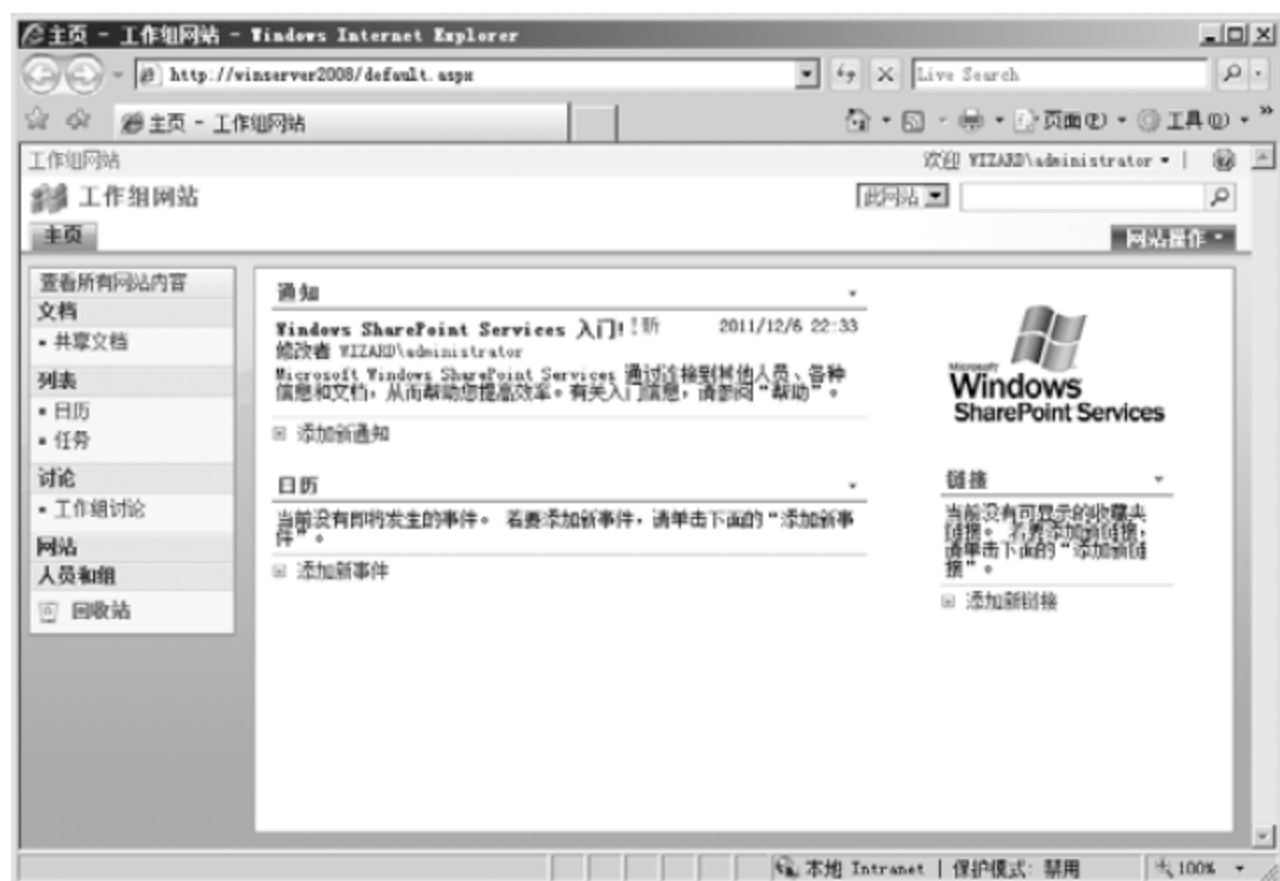 主页 - 工作组网站 - Windows Internet Explorer
http://winserver2008/default.aspx
Live Search
主页 - 工作组网站
页面(P)
工具(O)
工作组网站
欢迎 WIZARD\administrator
工作组网站
此网站
主页
网站操作
查看所有网站内容
文档
共享文档
列表
日历
任务
讨论
工作组讨论
网站
人员和组
回收站
通知
Windows SharePoint Services 入门! !新 2011/12/6 22:33
修改者 WIZARD\administrator
Microsoft Windows SharePoint Services 通过连接到其他人员、各种
信息和文档，从而帮助您提高效率。有关入门信息，请参阅“帮助”。
添加新通知
日历
当前没有即将发生的事件。 若要添加新事件，请单击下面的“添加新事
件”。
添加新事件
Microsoft
Windows
SharePoint Services
链接
当前没有可显示的收藏夹
链接。 若要添加新链接，
请单击下面的“添加新链
接”。
添加新链接
本地 Intranet | 保护模式: 禁用
100%